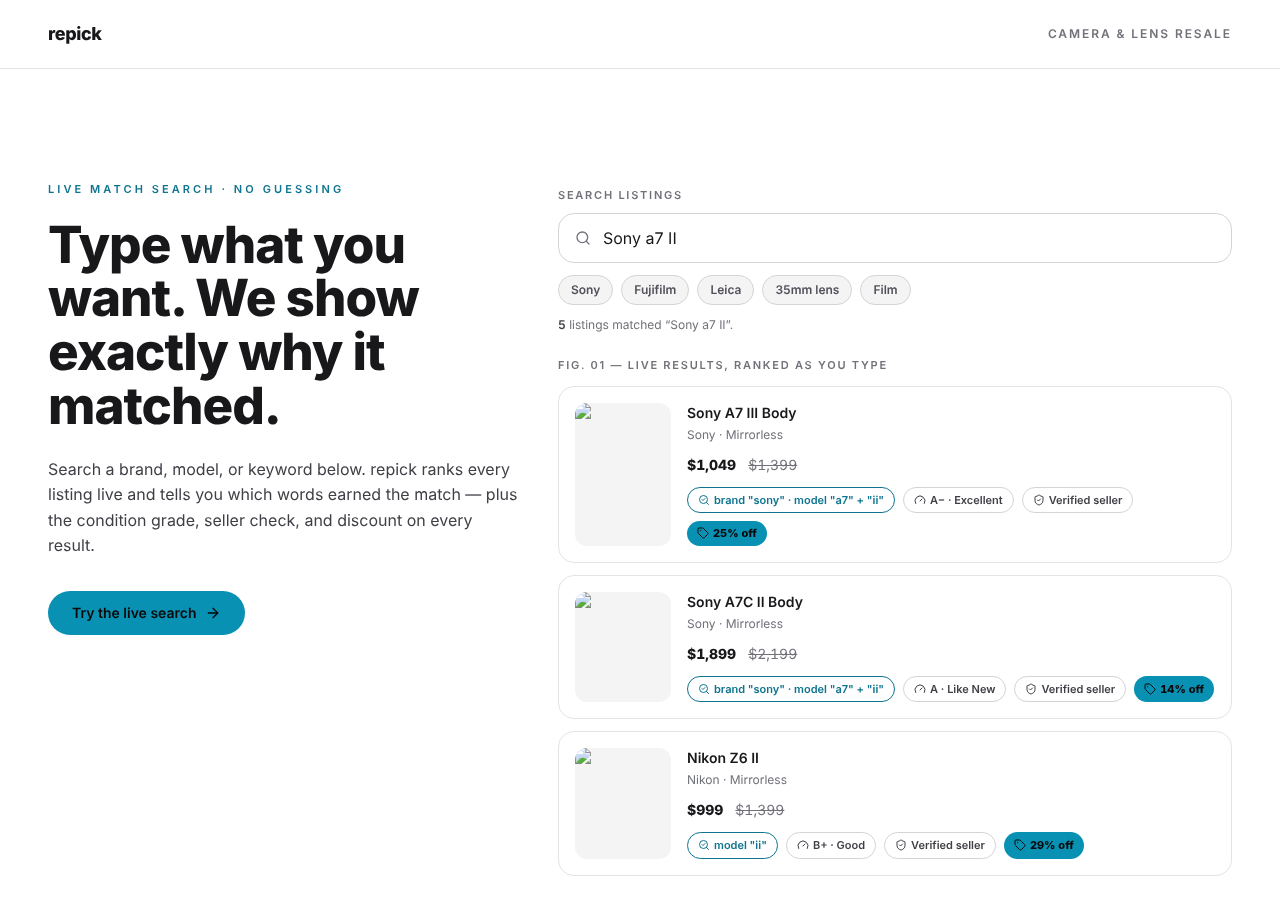 repick
CAMERA & LENS RESALE
LIVE MATCH SEARCH · NO GUESSING
Type what you
want. We show
exactly why it
matched.
Search a brand, model, or keyword below. repick ranks every
listing live and tells you which words earned the match — plus
the condition grade, seller check, and discount on every
result.
Try the live search
SEARCH LISTINGS
Sony a7 II
Sony Fujifilm Leica 35mm lens Film
5 listings matched “Sony a7 II”.
FIG. 01 — LIVE RESULTS, RANKED AS YOU TYPE
Sony A7 III Body
Sony · Mirrorless
$1,049 $1,399
brand "sony" · model "a7" + "ii" A− · Excellent Verified seller
25% off
Sony A7C II Body
Sony · Mirrorless
$1,899 $2,199
brand "sony" · model "a7" + "ii" A · Like New Verified seller 14% off
Nikon Z6 II
Nikon · Mirrorless
$999 $1,399
model "ii" B+ · Good Verified seller 29% off